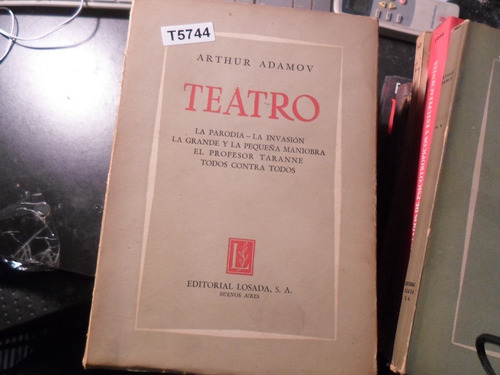 T5744
ARTHUR ADAMOV
TEATRO
LA PARODIA - LA INVASIÓN
LA GRANDE Y LA PEQUEÑA MANIOBRA
EL PROFESOR TARANNE
TODOS CONTRA TODOS
EDITORIAL LOSADA, S. A.
BUENOS AIRES